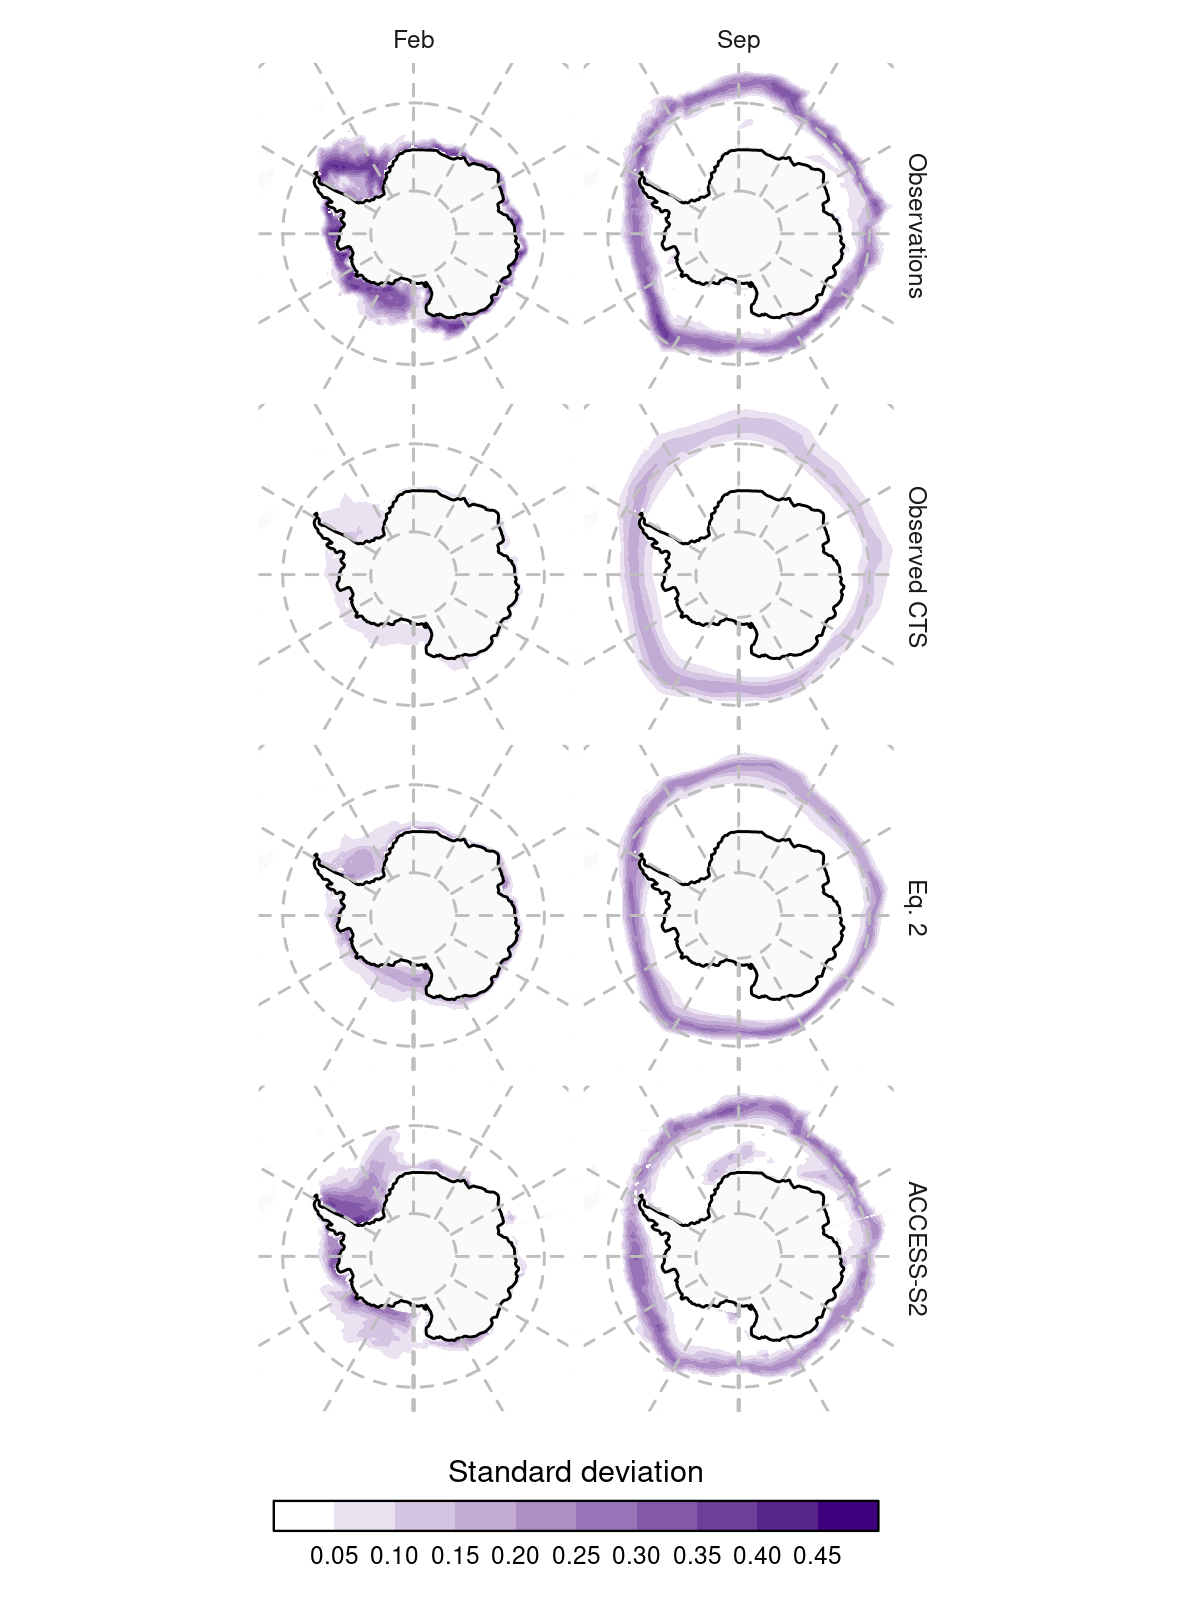 Feb Sep
Observations
Observed CTS
Eq. 2
ACCESS-S2
Standard deviation
0.05 0.10 0.15 0.20 0.25 0.30 0.35 0.40 0.45